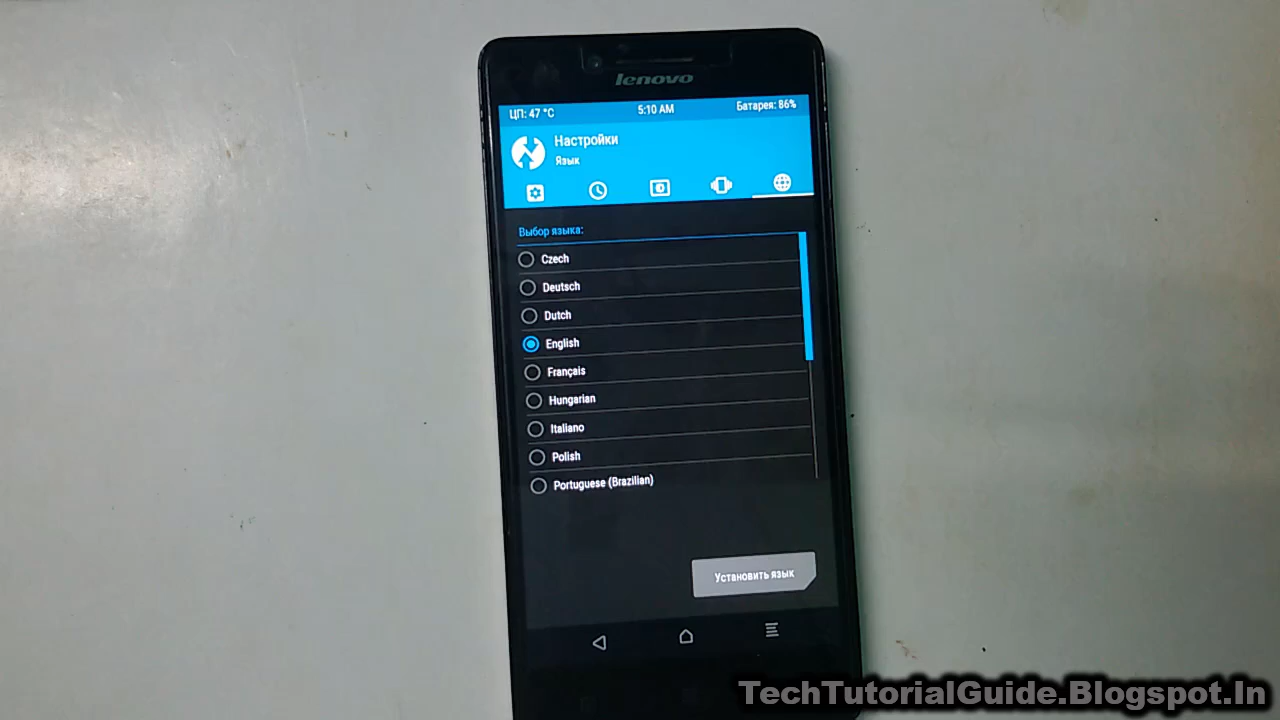 lenovo
ЦП: 47 °C 5:10 AM Батарея: 86%
Настройки
Язык
Выбор языка:
Czech
Deutsch
Dutch
English
Français
Hungarian
Italiano
Polish
Portuguese (Brazilian)
Установить язык
TechTutorialGuide.Blogspot.In